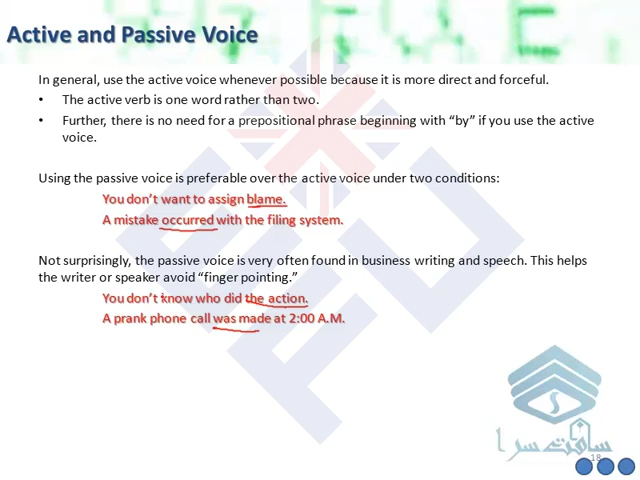 Active and Passive Voice
In general, use the active voice whenever possible because it is more direct and forceful.
• The active verb is one word rather than two.
• Further, there is no need for a prepositional phrase beginning with “by” if you use the active
voice.
Using the passive voice is preferable over the active voice under two conditions:
You don’t want to assign blame.
A mistake occurred with the filing system.
Not surprisingly, the passive voice is very often found in business writing and speech. This helps
the writer or speaker avoid “finger pointing.”
You don’t know who did the action.
A prank phone call was made at 2:00 A.M.
سافت سرا
18